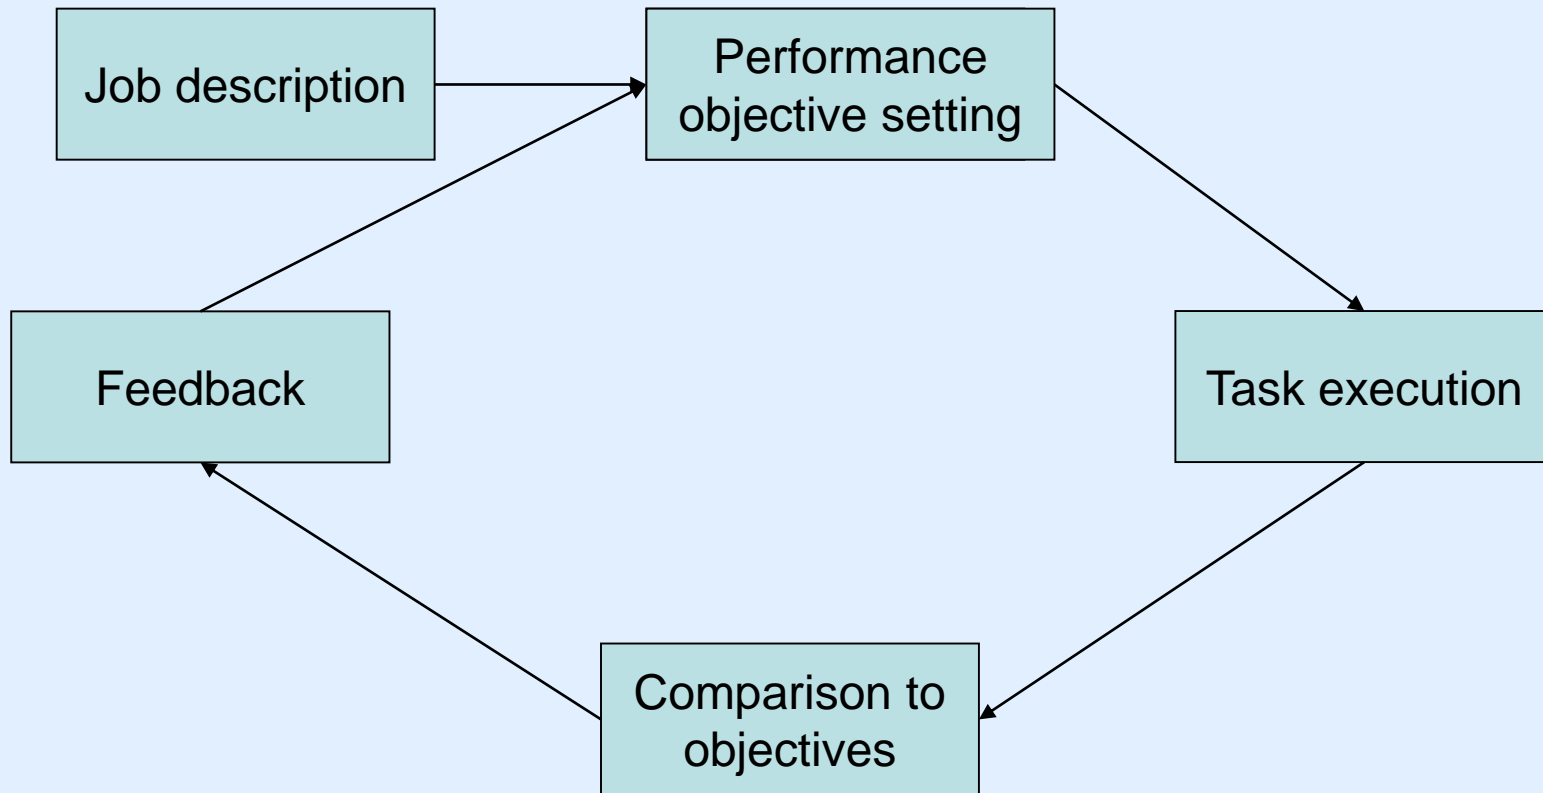 Job description
Performance
objective setting
Feedback
Task execution
Comparison to
objectives